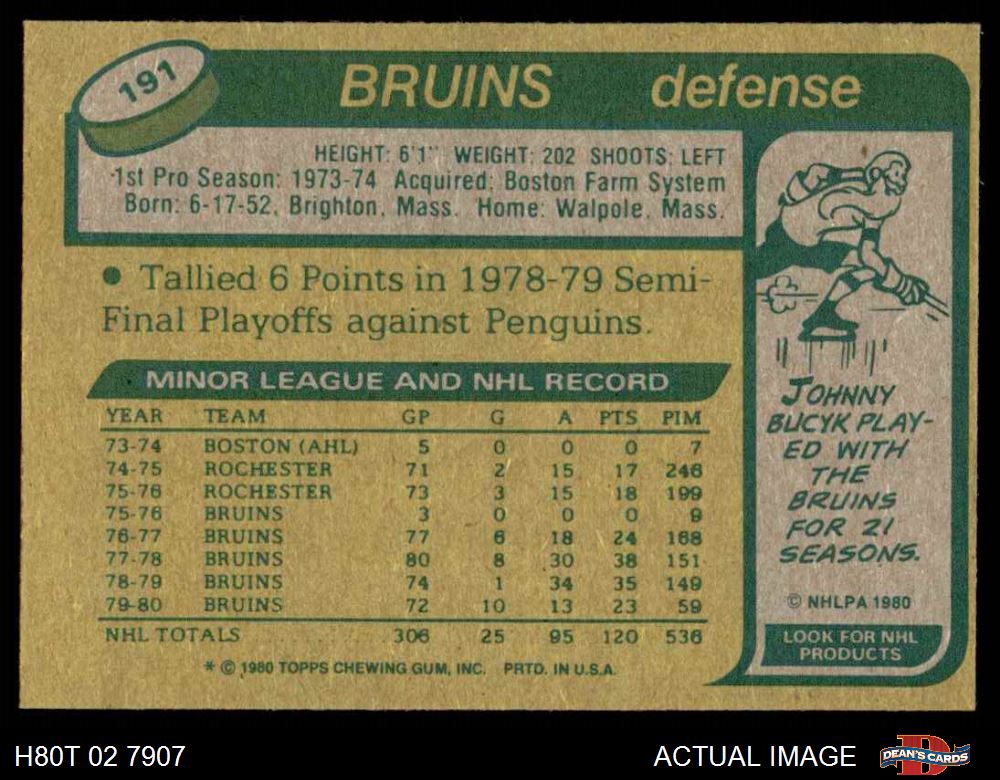 191
BRUINS defense
HEIGHT: 6'1" WEIGHT: 202 SHOOTS: LEFT
1st Pro Season: 1973-74 Acquired: Boston Farm System
Born: 6-17-52, Brighton, Mass. Home: Walpole, Mass.
● Tallied 6 Points in 1978-79 Semi-
Final Playoffs against Penguins.
MINOR LEAGUE AND NHL RECORD
YEAR TEAM GP G A PTS PIM
73-74 BOSTON (AHL) 5 0 0 0 7
74-75 ROCHESTER 71 2 15 17 246
75-76 ROCHESTER 73 3 15 18 199
75-76 BRUINS 3 0 0 0 9
76-77 BRUINS 77 6 18 24 168
77-78 BRUINS 80 8 30 38 151
78-79 BRUINS 74 1 34 35 149
79-80 BRUINS 72 10 13 23 59
NHL TOTALS 306 25 95 120 536
* © 1980 TOPPS CHEWING GUM, INC. PRTD. IN U.S.A.
JOHNNY
BUCYK PLAY-
ED WITH
THE
BRUINS
FOR 21
SEASONS.
© NHLPA 1980
LOOK FOR NHL
PRODUCTS
H80T 02 7907
ACTUAL IMAGE
D
DEAN'S CARDS